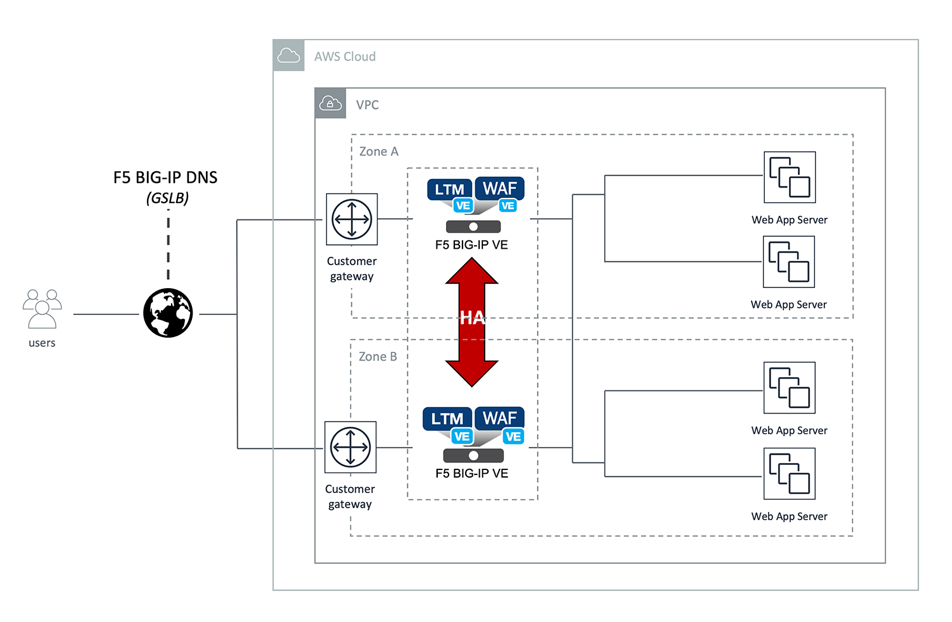 AWS Cloud
VPC
Zone A
F5 BIG-IP DNS
(GSLB)
LTM
WAF
VE
VE
F5 BIG-IP VE
Customer
gateway
Web App Server
Web App Server
HA
users
Zone B
LTM
WAF
VE
VE
F5 BIG-IP VE
Customer
gateway
Web App Server
Web App Server